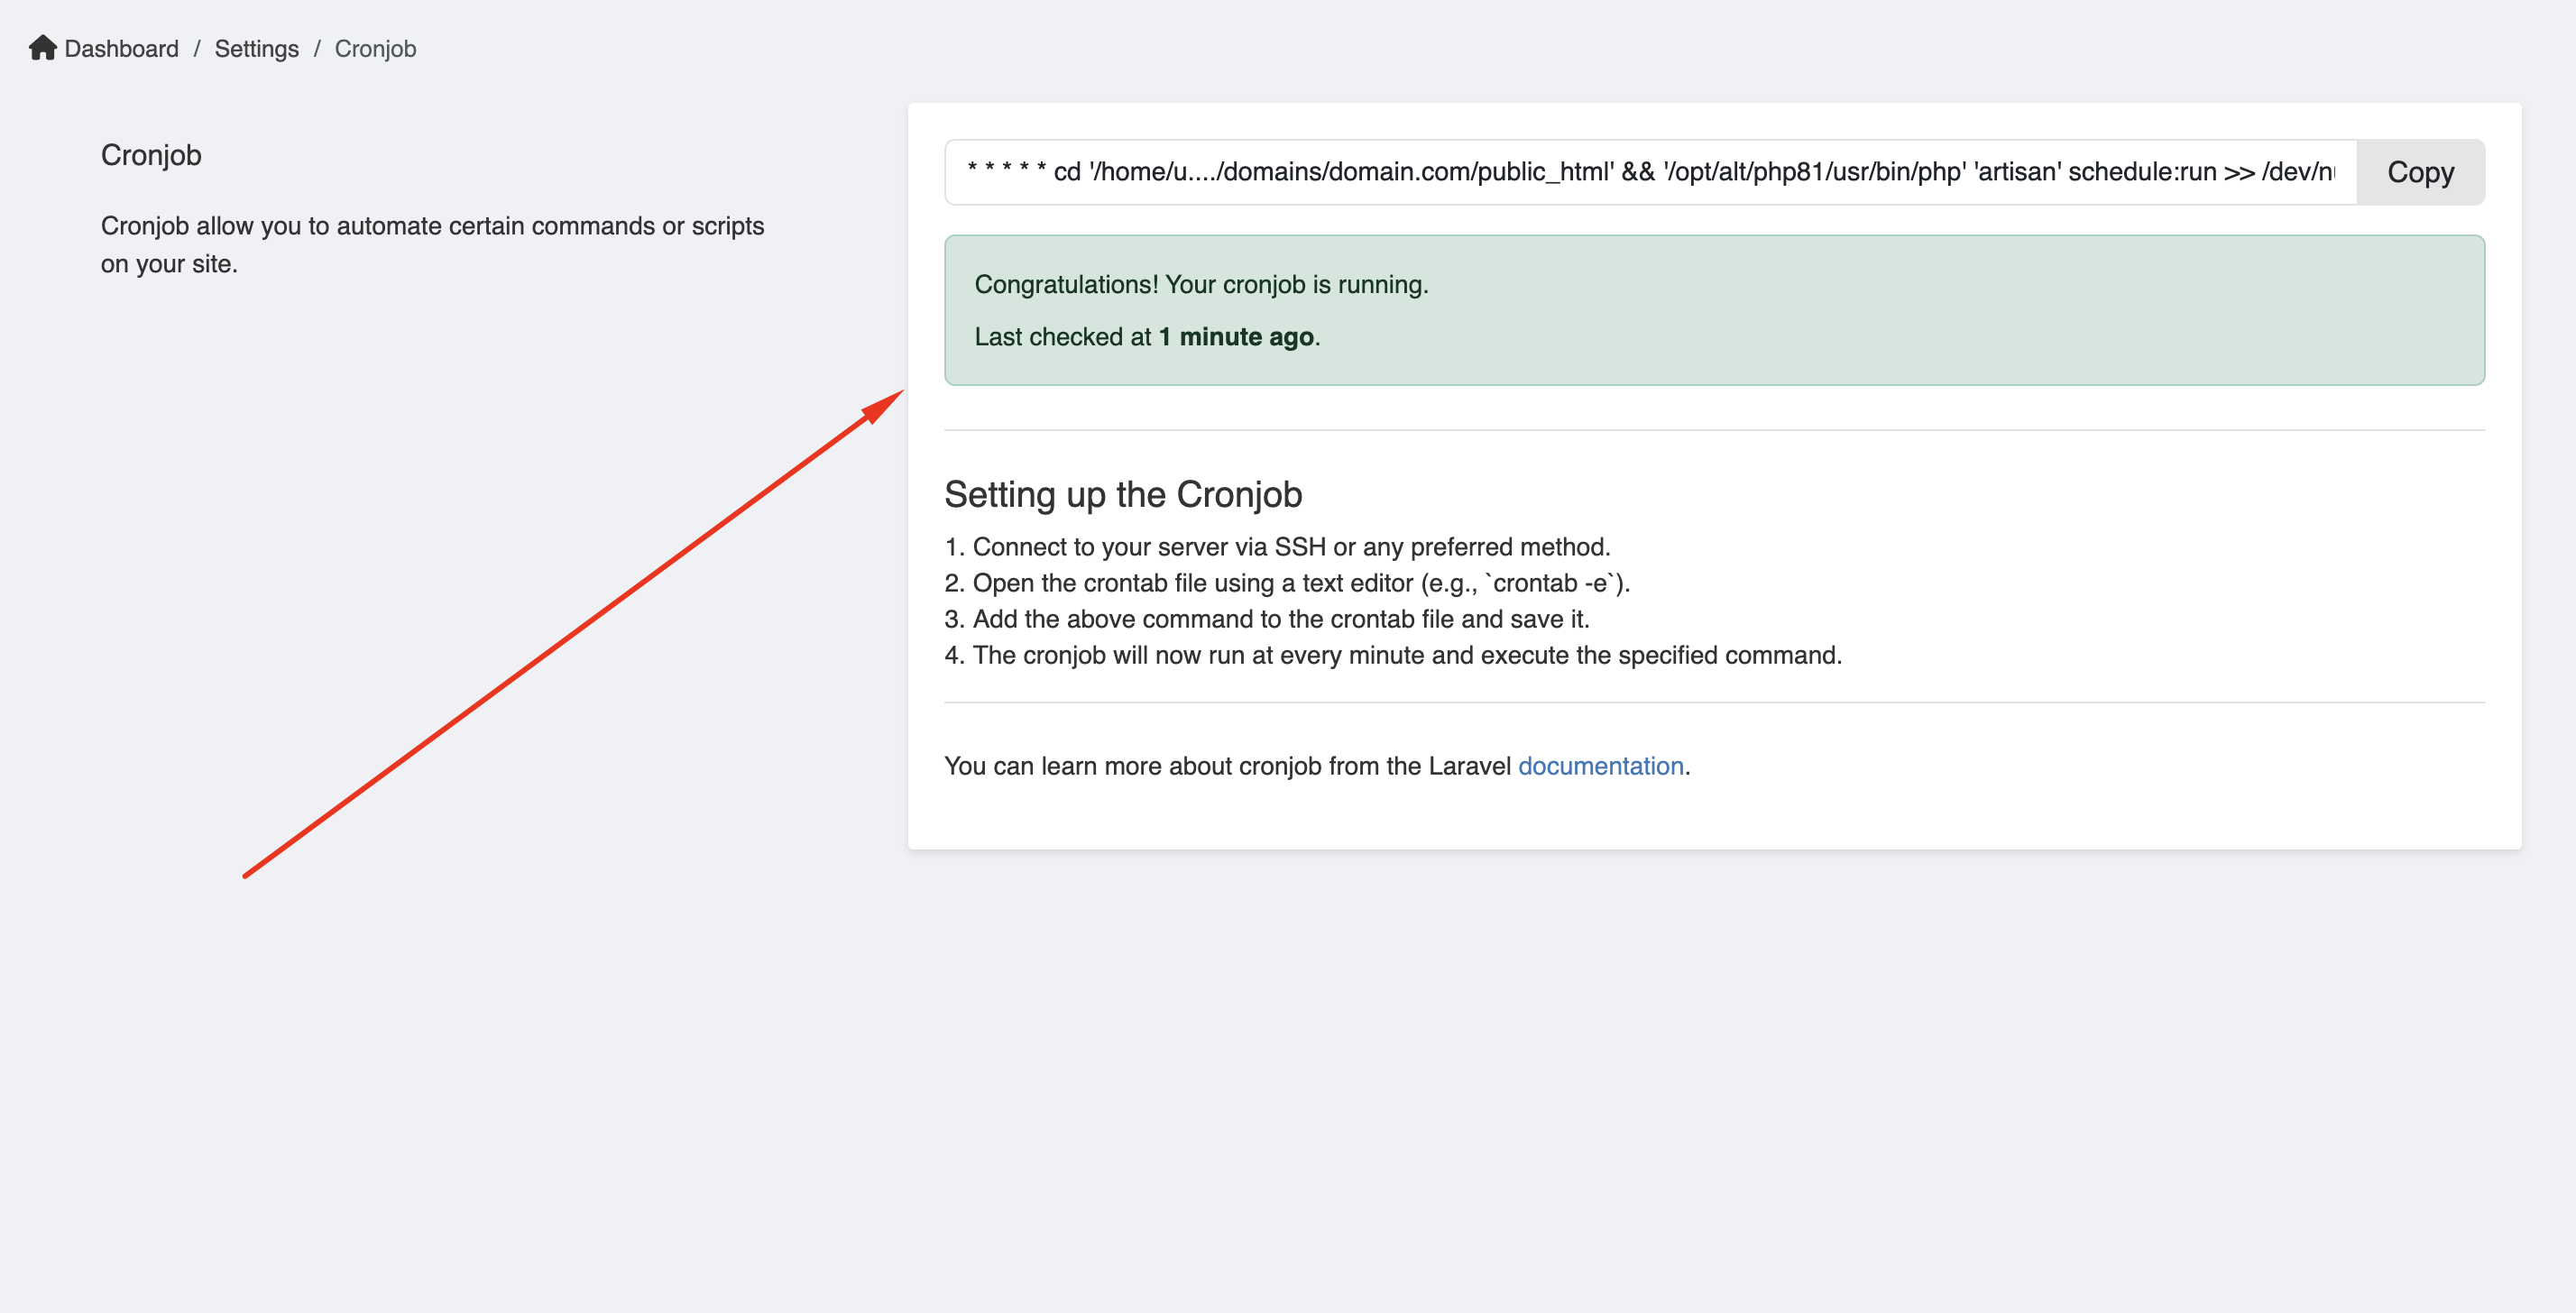 Dashboard / Settings / Cronjob
Cronjob
Cronjob allow you to automate certain commands or scripts
on your site.
* * * * * cd '/home/u..../domains/domain.com/public_html' && '/opt/alt/php81/usr/bin/php' 'artisan' schedule:run >> /dev/n
Copy
Congratulations! Your cronjob is running.
Last checked at 1 minute ago.
Setting up the Cronjob
1. Connect to your server via SSH or any preferred method.
2. Open the crontab file using a text editor (e.g., `crontab -e`).
3. Add the above command to the crontab file and save it.
4. The cronjob will now run at every minute and execute the specified command.
You can learn more about cronjob from the Laravel documentation.